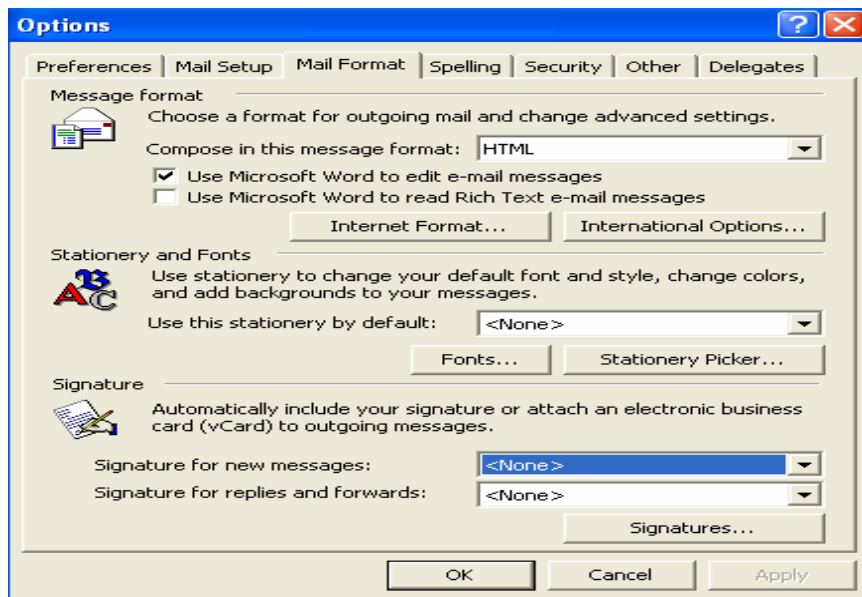 Options
Preferences Mail Setup Mail Format Spelling Security Other Delegates
Message format
Choose a format for outgoing mail and change advanced settings.
Compose in this message format: HTML
Use Microsoft Word to edit e-mail messages
Use Microsoft Word to read Rich Text e-mail messages
Internet Format... International Options...
Stationery and Fonts
Use stationery to change your default font and style, change colors,
and add backgrounds to your messages.
Use this stationery by default: <None>
Fonts... Stationery Picker...
Signature
Automatically include your signature or attach an electronic business
card (vCard) to outgoing messages.
Signature for new messages: <None>
Signature for replies and forwards: <None>
Signatures...
OK Cancel Apply